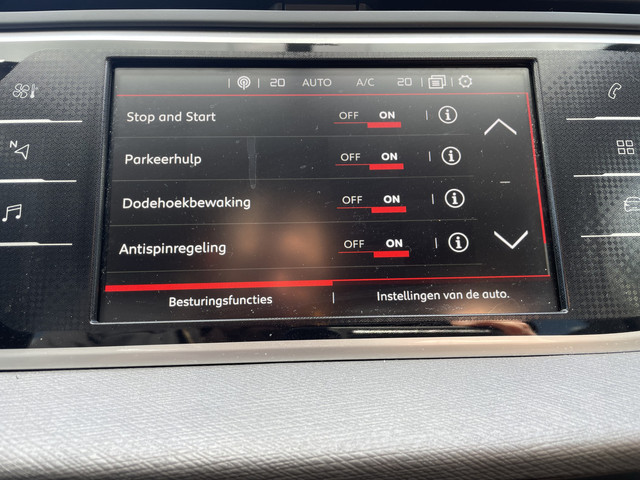 20 AUTO A/C 20
Stop and Start OFF ON i
Parkeerhulp OFF ON i
Dodehoekbewaking OFF ON i
Antispinregeling OFF ON i
Besturingsfuncties Instellingen van de auto.
N